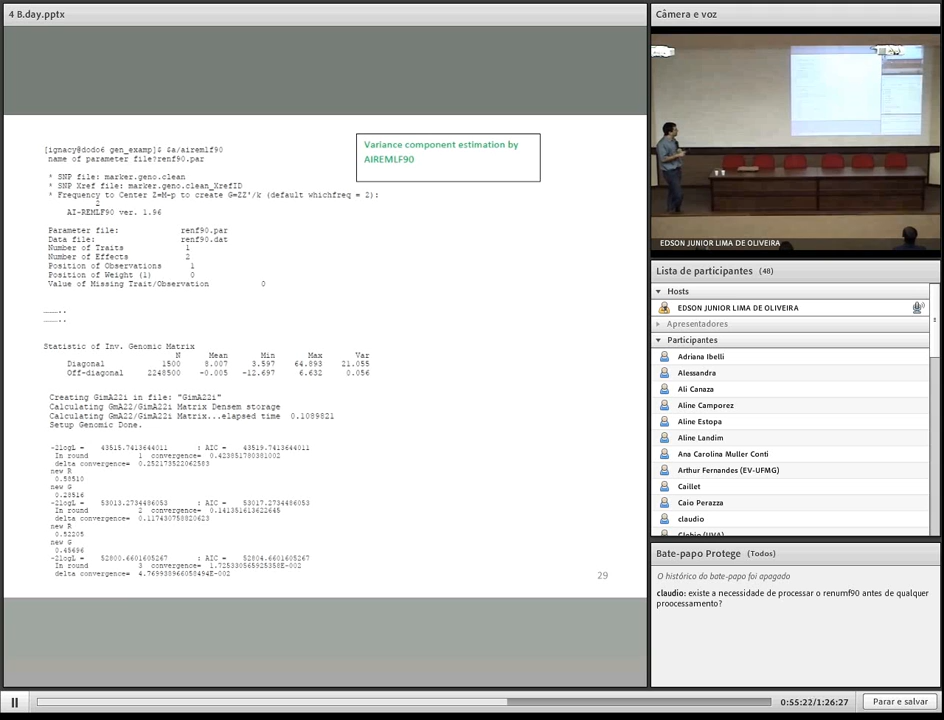 4 B.day.pptx
[ignacy@dodo6 gen_examp]$ $a/airemlf90
name of parameter file?renf90.par
* SNP file: marker.geno.clean
* SNP Xref file: marker.geno.clean_XrefID
* Frequency to Center Z=M-p to create G=ZZ'/k (default whichfreq = 2):
2
AI-REMLF90 ver. 1.96
Parameter file: renf90.par
Data file: renf90.dat
Number of Traits 1
Number of Effects 2
Position of Observations 1
Position of Weight (1) 0
Value of Missing Trait/Observation 0
Statistic of Inv. Genomic Matrix
N Mean Min Max Var
Diagonal 1500 8.007 3.597 64.893 21.055
Off-diagonal 2248500 -0.005 -12.697 6.632 0.056
Creating GimA22i in file: "GimA22i"
Calculating GmA22/GimA22i Matrix Densem storage
Calculating GmA22/GimA22i Matrix...elapsed time 0.1089821
Setup Genomic Done.
-2logL = 43515.7413644011 : AIC = 43519.7413644011
In round 1 convergence= 0.423851780381002
delta convergence= 0.252173522062583
new R
0.58510
new G
0.28516
-2logL = 53013.2734486053 : AIC = 53017.2734486053
In round 2 convergence= 0.141351613622645
delta convergence= 0.117430758820623
new R
0.52205
new G
0.45696
-2logL = 52800.6601605267 : AIC = 52804.6601605267
In round 3 convergence= 1.725330565925358E-002
delta convergence= 4.769938966058494E-002
Variance component estimation by
AIREMLF90
29
Câmera e voz
EDSON JUNIOR LIMA DE OLIVEIRA
Lista de participantes (48)
Hosts
EDSON JUNIOR LIMA DE OLIVEIRA
Apresentadores
Participantes
Adriana Ibelli
Alessandra
Ali Canaza
Aline Camporez
Aline Estopa
Aline Landim
Ana Carolina Muller Conti
Arthur Fernandes (EV-UFMG)
Caillet
Caio Perazza
claudio
Bate-papo Protege (Todos)
O histórico do bate-papo foi apagado
claudio: existe a necessidade de processar o renumf90 antes de qualquer
proocessamento?
0:55:22/1:26:27
Parar e salvar